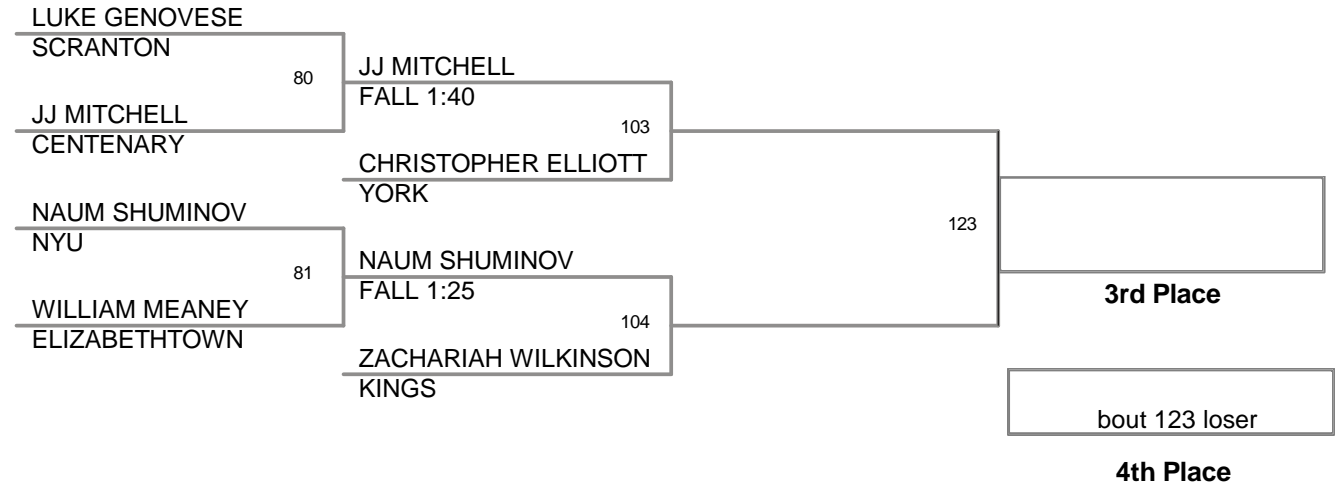 LUKE GENOVESE
SCRANTON
80
JJ MITCHELL
CENTENARY
JJ MITCHELL
FALL 1:40
103
CHRISTOPHER ELLIOTT
YORK
NAUM SHUMINOV
NYU
81
WILLIAM MEANEY
ELIZABETHTOWN
NAUM SHUMINOV
FALL 1:25
104
ZACHARIAH WILKINSON
KINGS
123
3rd Place
bout 123 loser
4th Place